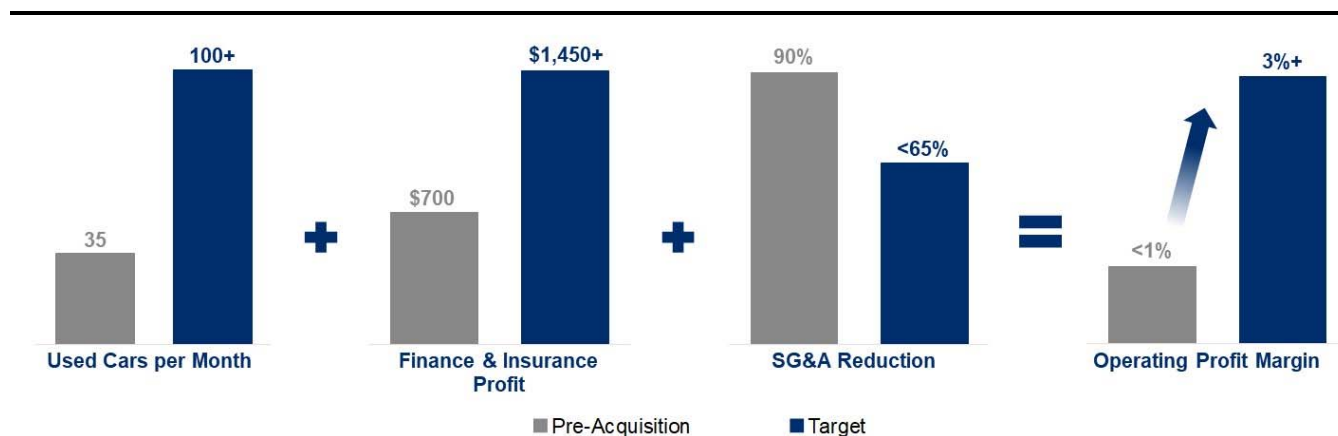 100+
35
Used Cars per Month
$1,450+
$700
Finance & Insurance
Profit
90%
<65%
SG&A Reduction
3%+
<1%
Operating Profit Margin
Pre-Acquisition
Target